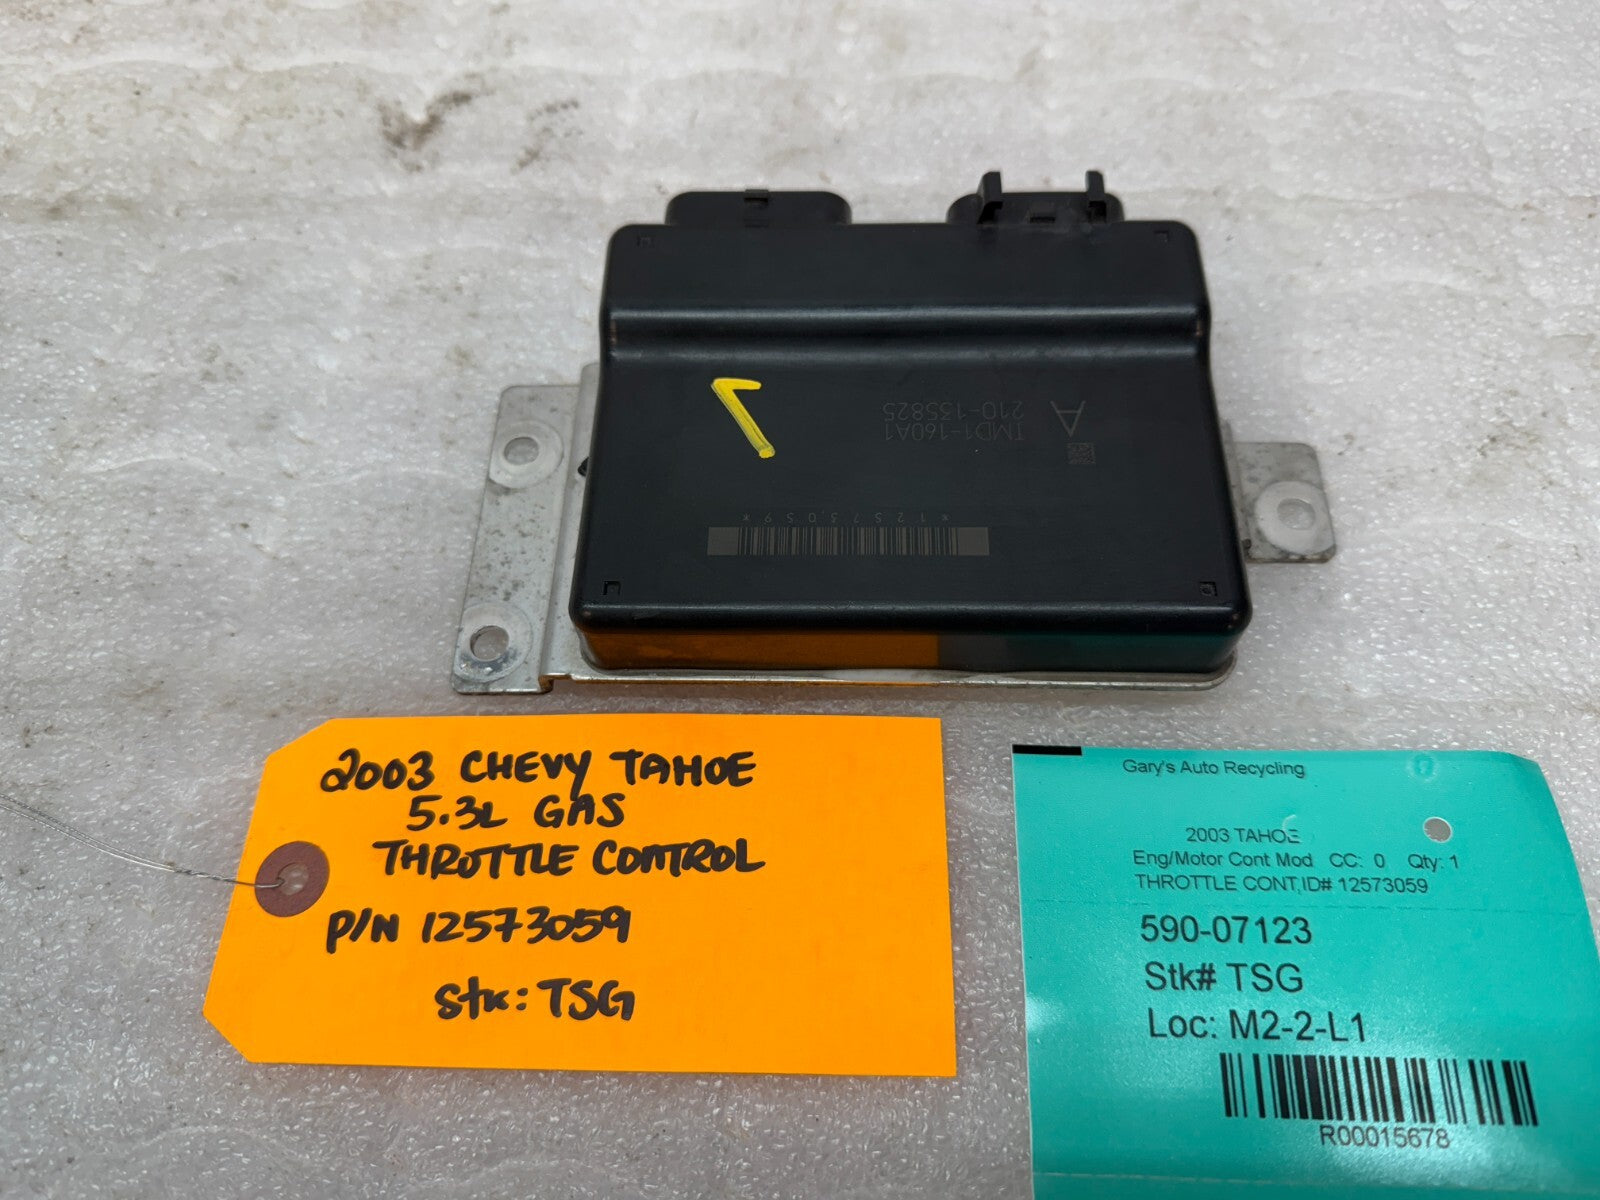 A
210-135825
TMD1-160A1
*12573059*
2003 CHEVY TAHOE
5.3L GAS
THROTTLE CONTROL
P/N 12573059
Stk: TSG
Gary's Auto Recycling
2003 TAHOE
Eng/Motor Cont Mod CC: 0 Qty: 1
THROTTLE CONT,ID# 12573059
590-07123
Stk# TSG
Loc: M2-2-L1
R00015678